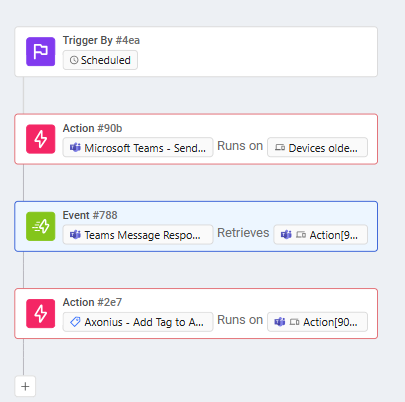 Trigger By #4ea
Scheduled
Action #90b
Microsoft Teams - Send... Runs on Devices olde...
Event #788
Teams Message Respo... Retrieves Action[9...
Action #2e7
Axonius - Add Tag to A... Runs on Action[90...